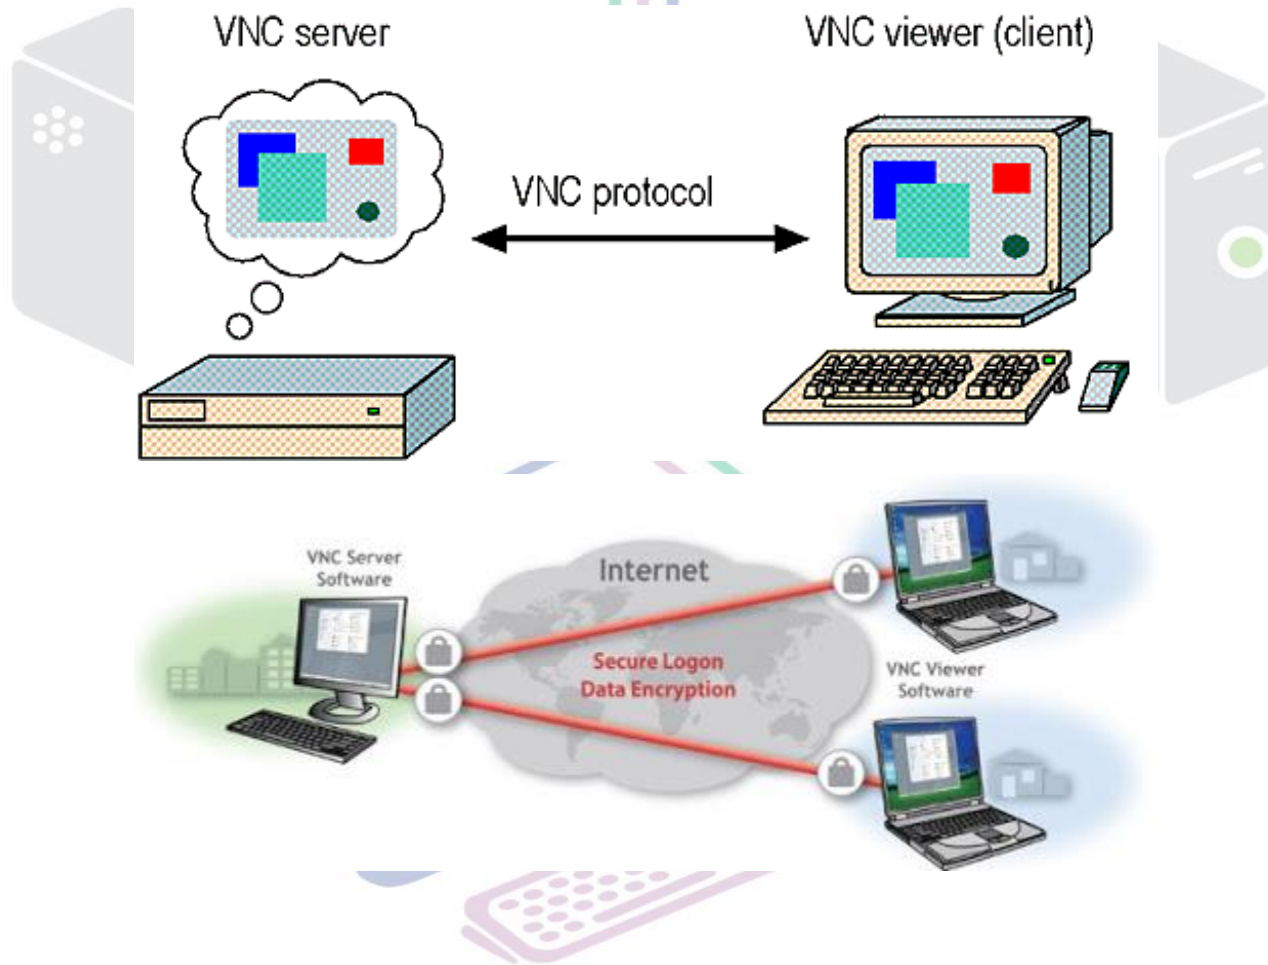 VNC server
VNC viewer (client)
VNC protocol
VNC Server
Software
Internet
Secure Logon
Data Encryption
VNC Viewer
Software